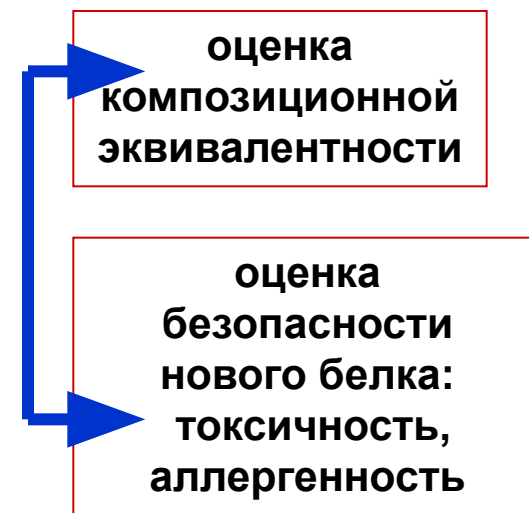 оценка
композиционной
эквивалентности
оценка
безопасности
нового белка:
токсичность,
аллергенность